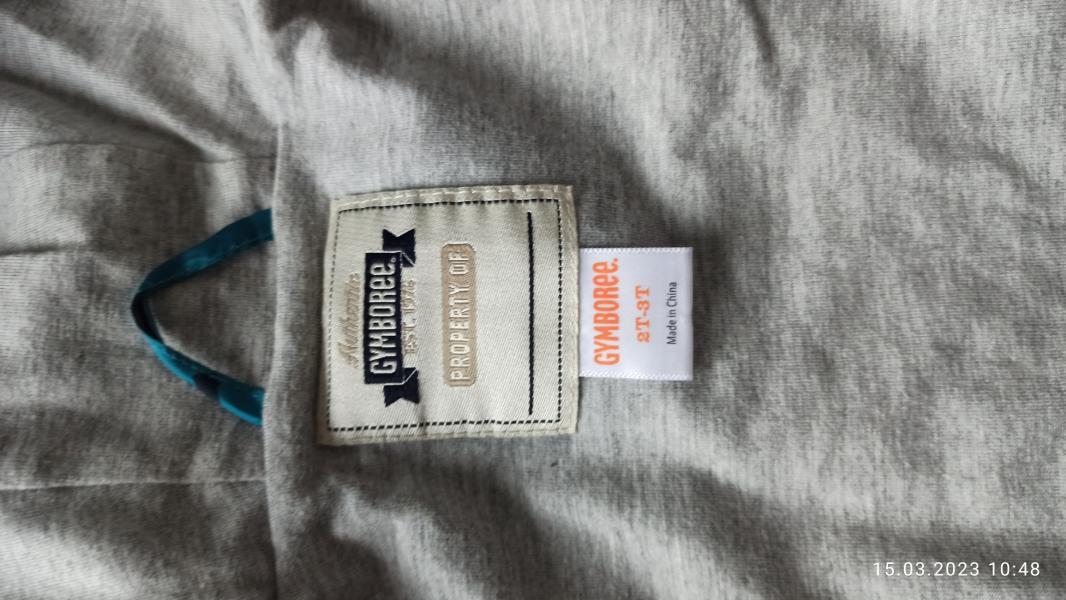 Authentic
GYMBOREE.
EST. 1976
PROPERTY OF
GYMBOREE.
2T-3T
Made in China
15.03.2023 10:48